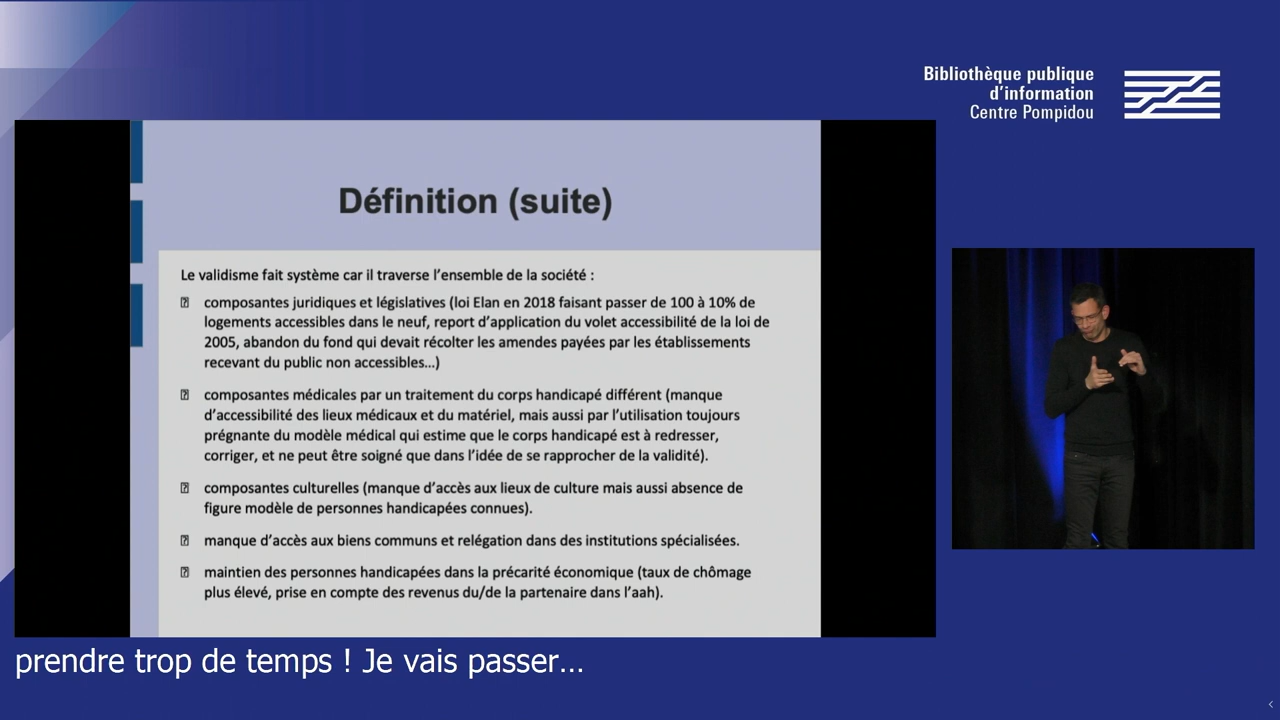 Bibliothèque publique
d'information
Centre Pompidou
Définition (suite)
Le validisme fait système car il traverse l'ensemble de la société :
composantes juridiques et législatives (loi Elan en 2018 faisant passer de 100 à 10% de
logements accessibles dans le neuf, report d'application du volet accessibilité de la loi de
2005, abandon du fond qui devait récolter les amendes payées par les établissements
recevant du public non accessibles...)
composantes médicales par un traitement du corps handicapé différent (manque
d'accessibilité des lieux médicaux et du matériel, mais aussi par l'utilisation toujours
prégnante du modèle médical qui estime que le corps handicapé est à redresser,
corriger, et ne peut être soigné que dans l'idée de se rapprocher de la validité).
composantes culturelles (manque d'accès aux lieux de culture mais aussi absence de
figure modèle de personnes handicapées connues).
manque d'accès aux biens communs et relégation dans des institutions spécialisées.
maintien des personnes handicapées dans la précarité économique (taux de chômage
plus élevé, prise en compte des revenus du/de la partenaire dans l'aah).
prendre trop de temps ! Je vais passer...